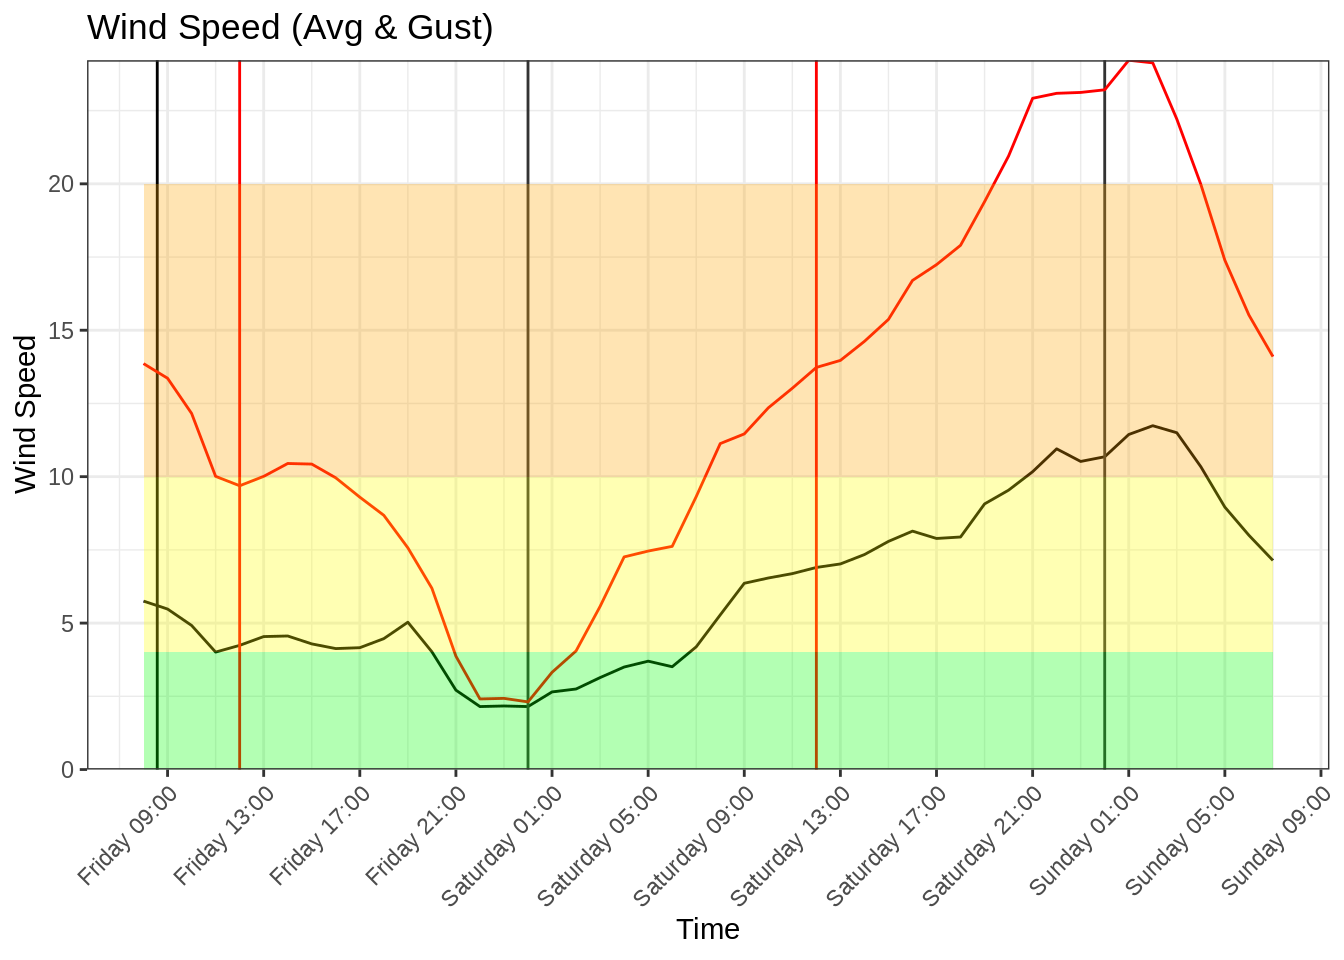 Wind Speed (Avg & Gust)
Wind Speed
20
15
10
5
0
Friday 09:00
Friday 13:00
Friday 17:00
Friday 21:00
Saturday 01:00
Saturday 05:00
Saturday 09:00
Saturday 13:00
Saturday 17:00
Saturday 21:00
Sunday 01:00
Sunday 05:00
Sunday 09:00
Time